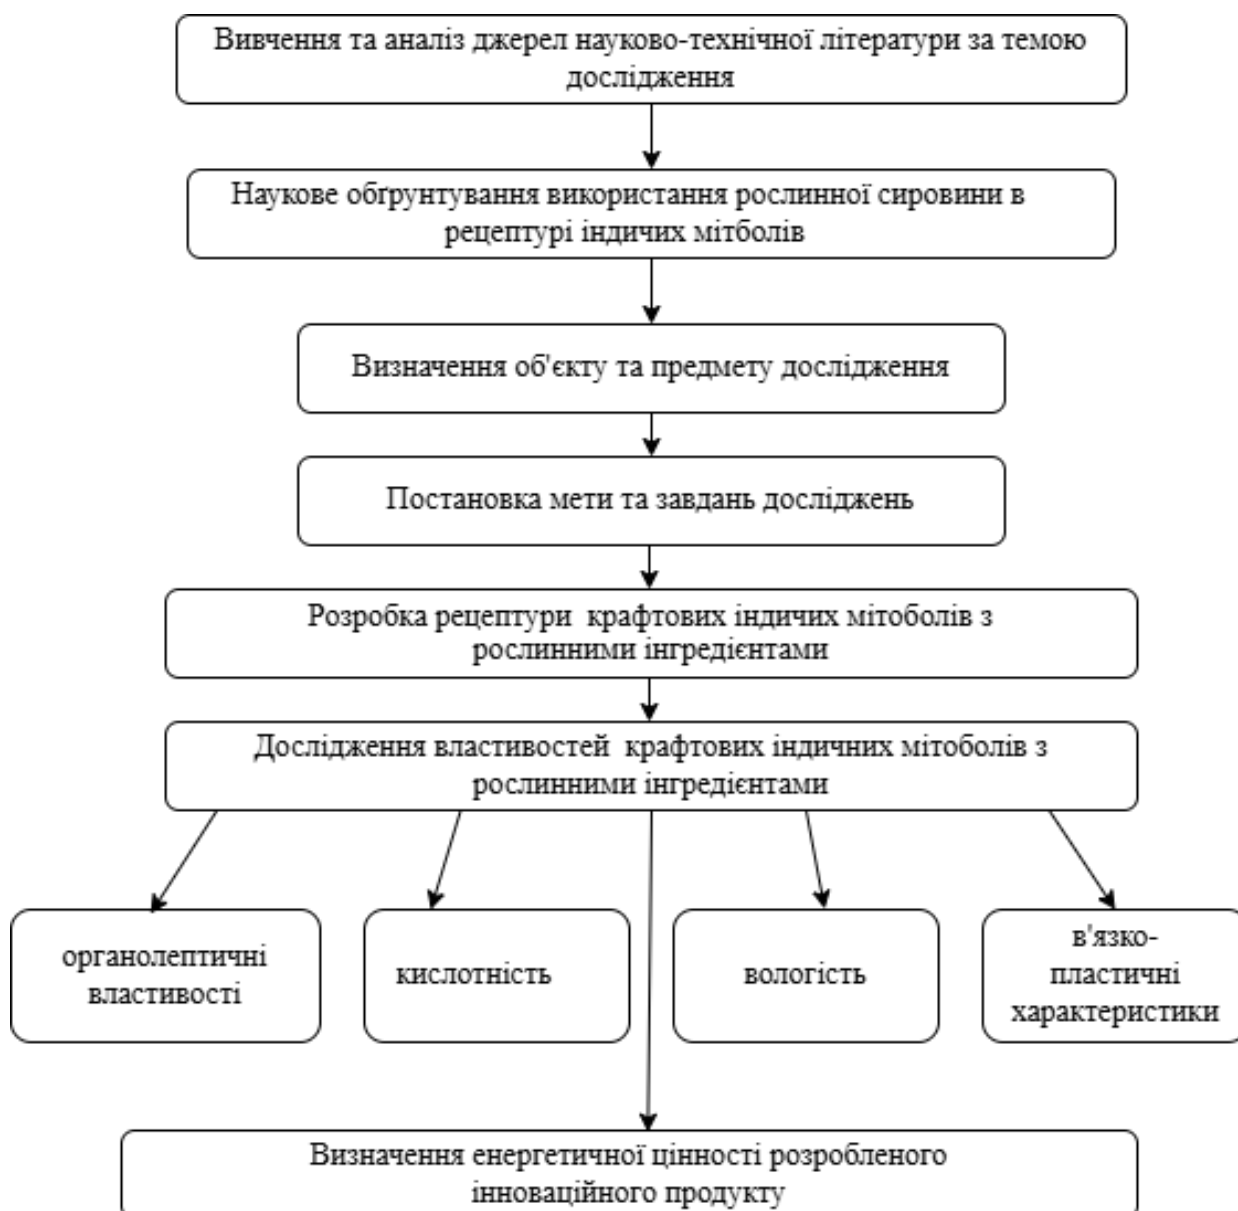 Вивчення та аналіз джерел науково-технічної літератури за темою
дослідження
Наукове обґрунтування використання рослинної сировини в
рецептурі індичих мітболів
Визначення об'єкту та предмету дослідження
Постановка мети та завдань досліджень
Розробка рецептури крафтових індичих мітоболів з
рослинними інгредієнтами
Дослідження властивостей крафтових індичних мітоболів з
рослинними інгредієнтами
органолептичні
властивості
кислотність
вологість
в'язко-
пластичні
характеристики
Визначення енергетичної цінності розробленого
інноваційного продукту